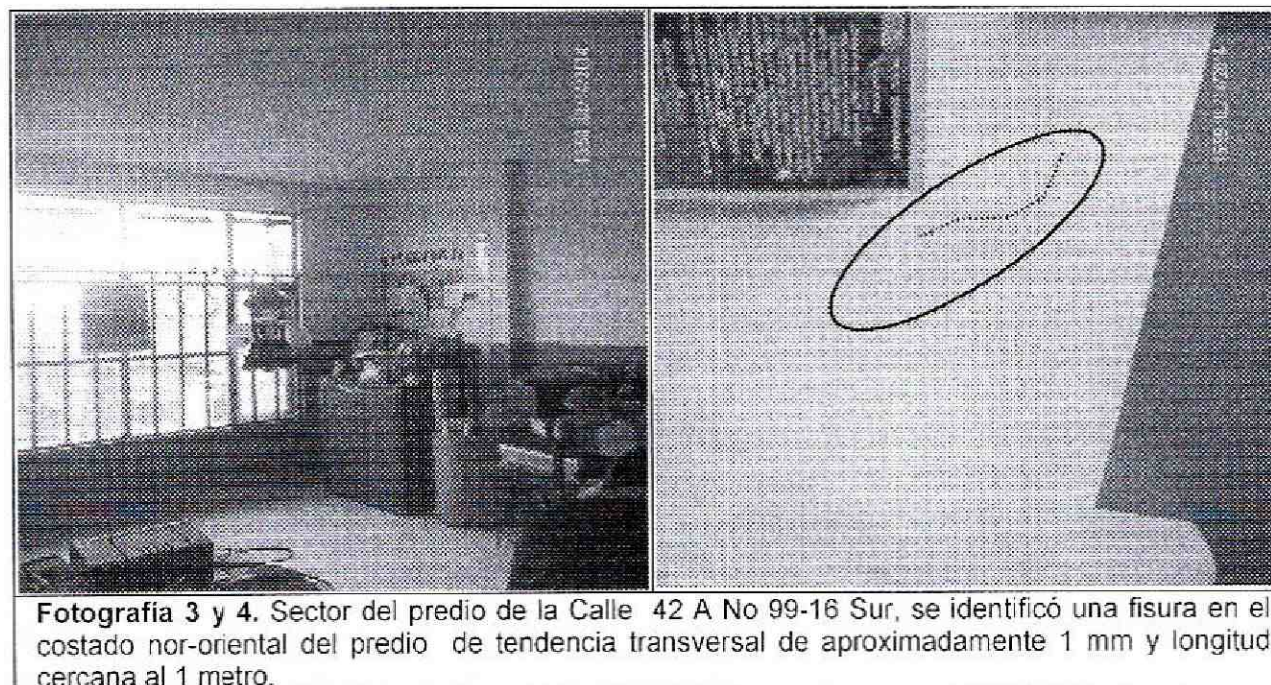 Fotografía 3 y 4. Sector del predio de la Calle 42 A No 99-16 Sur, se identificó una fisura en el
costado nor-oriental del predio de tendencia transversal de aproximadamente 1 mm y longitud
cercana al 1 metro.